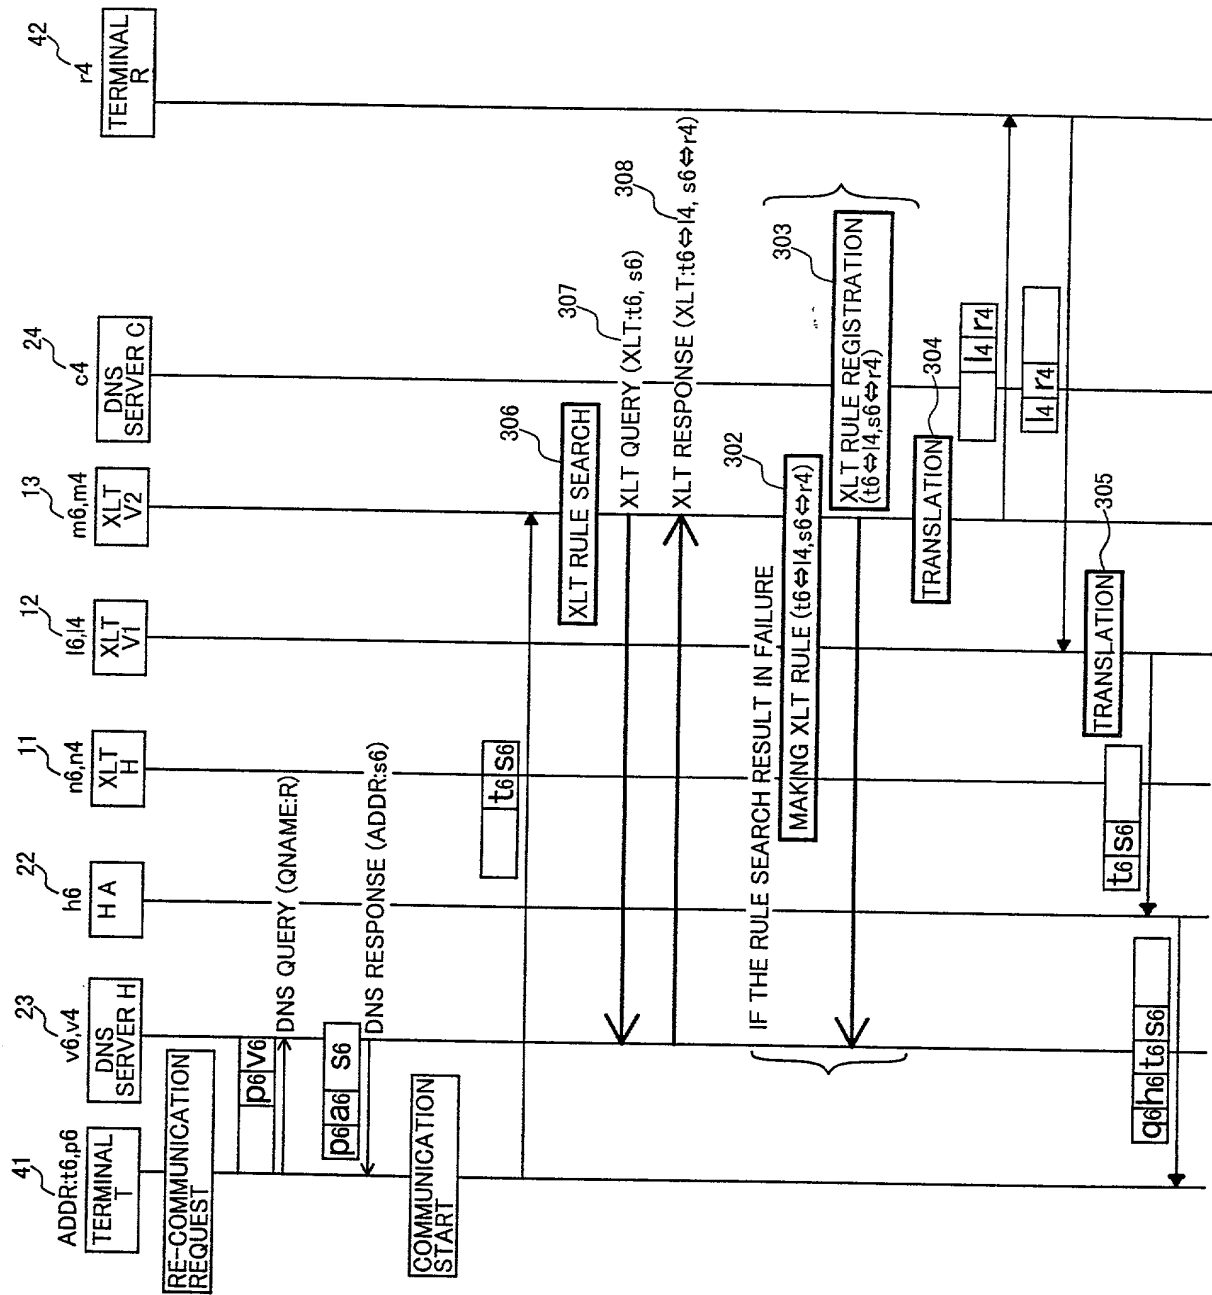 41
ADDR:t6,p6
TERMINAL
T
23
v6,v4
DNS
SERVER H
22
h6
H A
11
n6,n4
XLT
H
12
l6,l4
XLT
V1
13
m6,m4
XLT
V2
24
c4
DNS
SERVER C
42
r4
TERMINAL
R
RE-COMMUNICATION
REQUEST
p6 v6
DNS QUERY (QNAME:R)
p6 a6 s6
DNS RESPONSE (ADDR:s6)
COMMUNICATION
START
t6 s6
306
XLT RULE SEARCH
307
XLT QUERY (XLT:t6, s6)
308
XLT RESPONSE (XLT:t6⇔l4, s6⇔r4)
IF THE RULE SEARCH RESULT IN FAILURE
302
MAKING XLT RULE (t6⇔l4,s6⇔r4)
303
XLT RULE REGISTRATION
(t6⇔l4,s6⇔r4)
304
TRANSLATION
l4 r4
l4 r4
305
TRANSLATION
t6 s6
q6 h6 t6 s6